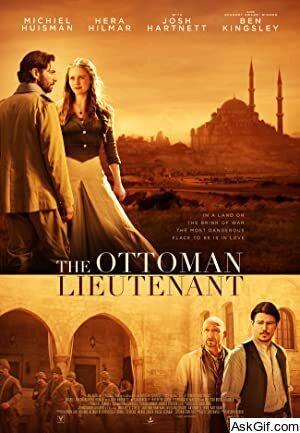 MICHIEL HUISMAN
HERA HILMAR
WITH JOSH HARTNETT
AND ACADEMY AWARD WINNER BEN KINGSLEY
IN A LAND ON
THE BRINK OF WAR
THE MOST DANGEROUS
PLACE TO BE IS IN LOVE
THE OTTOMAN
LIEUTENANT
AskGif.com